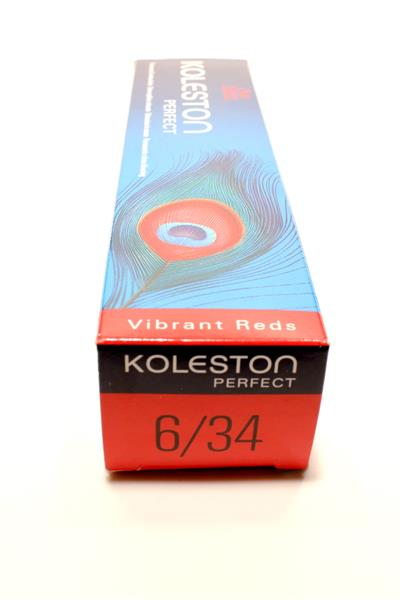 KOLESTON
PERFECT
Vibrant Reds
KOLESTON
PERFECT
6/34